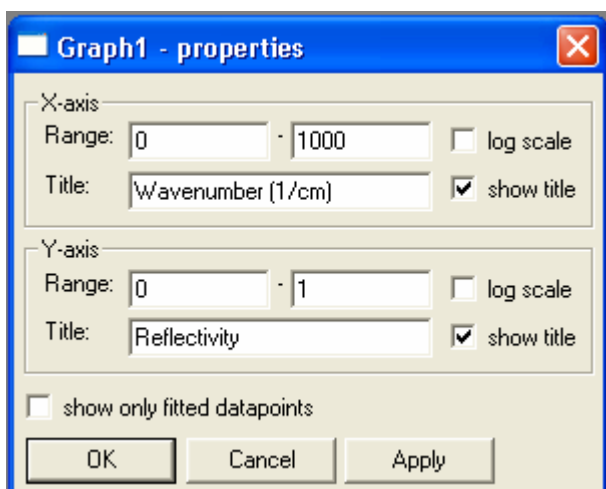 Graph1 - properties
X-axis
Range: 0 - 1000 log scale
Title: Wavenumber (1/cm) show title
Y-axis
Range: 0 - 1 log scale
Title: Reflectivity show title
show only fitted datapoints
OK Cancel Apply